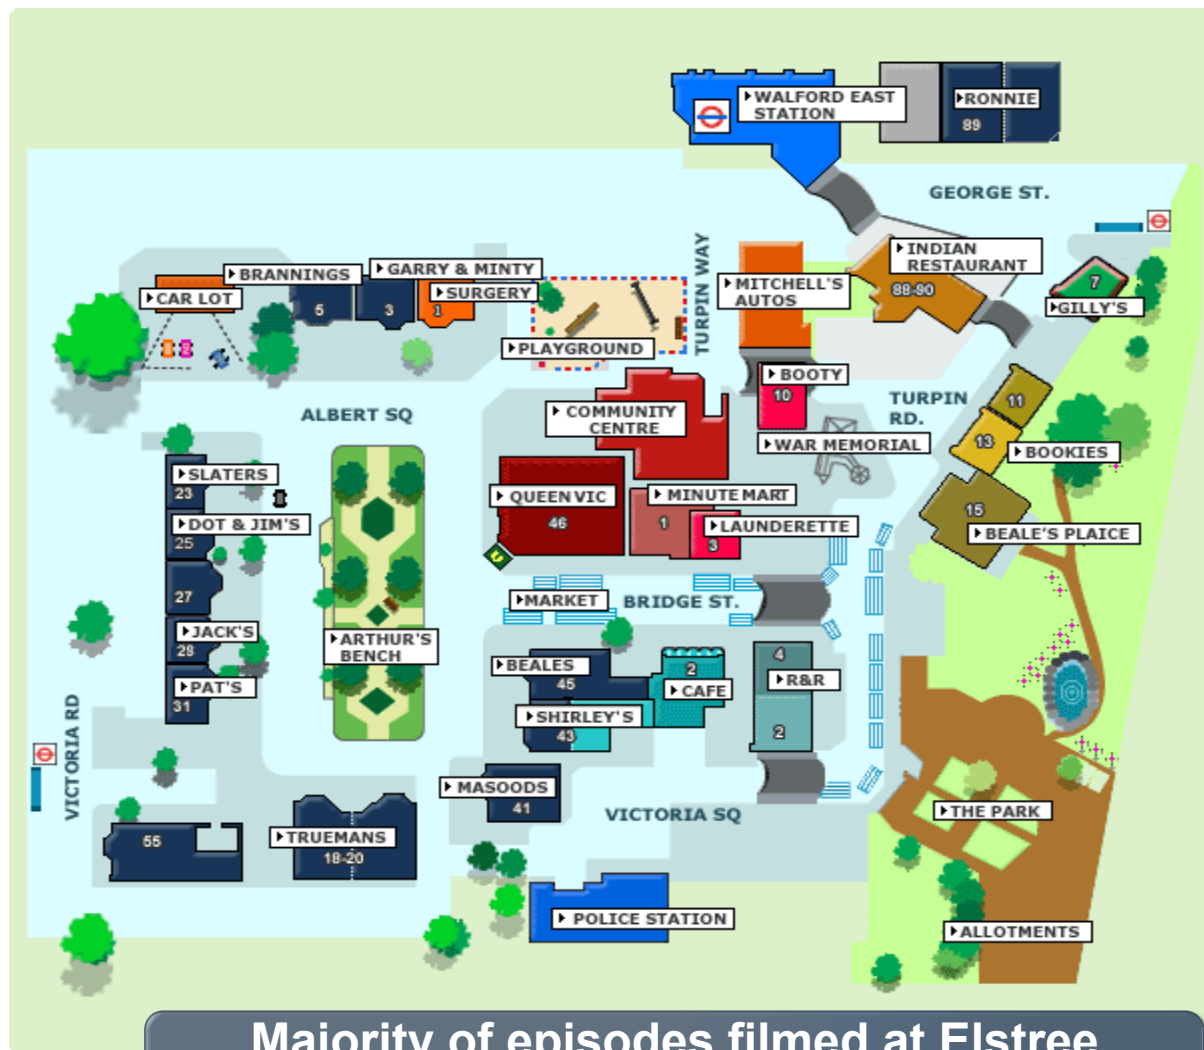 WALFORD EAST
STATION
RONNIE
89
GEORGE ST.
TURPIN WAY
INDIAN
RESTAURANT
88-90
BRANNINGS
GARRY & MINTY
CAR LOT
SURGERY
5
3
1
MITCHELL'S
AUTOS
7
GILLY'S
PLAYGROUND
BOOTY
10
TURPIN
RD.
11
ALBERT SQ
COMMUNITY
CENTRE
WAR MEMORIAL
13
BOOKIES
SLATERS
23
QUEEN VIC
46
MINUTE MART
1
LAUNDERETTE
3
15
BEALE'S PLAICE
DOT & JIM'S
25
27
MARKET
BRIDGE ST.
JACK'S
29
ARTHUR'S
BENCH
BEALES
45
2
CAFE
4
R&R
2
PAT'S
31
SHIRLEY'S
43
VICTORIA RD
MASOODS
41
VICTORIA SQ
THE PARK
55
TRUEMANS
18-20
POLICE STATION
ALLOTMENTS
Majority of episodes filmed at Elstree